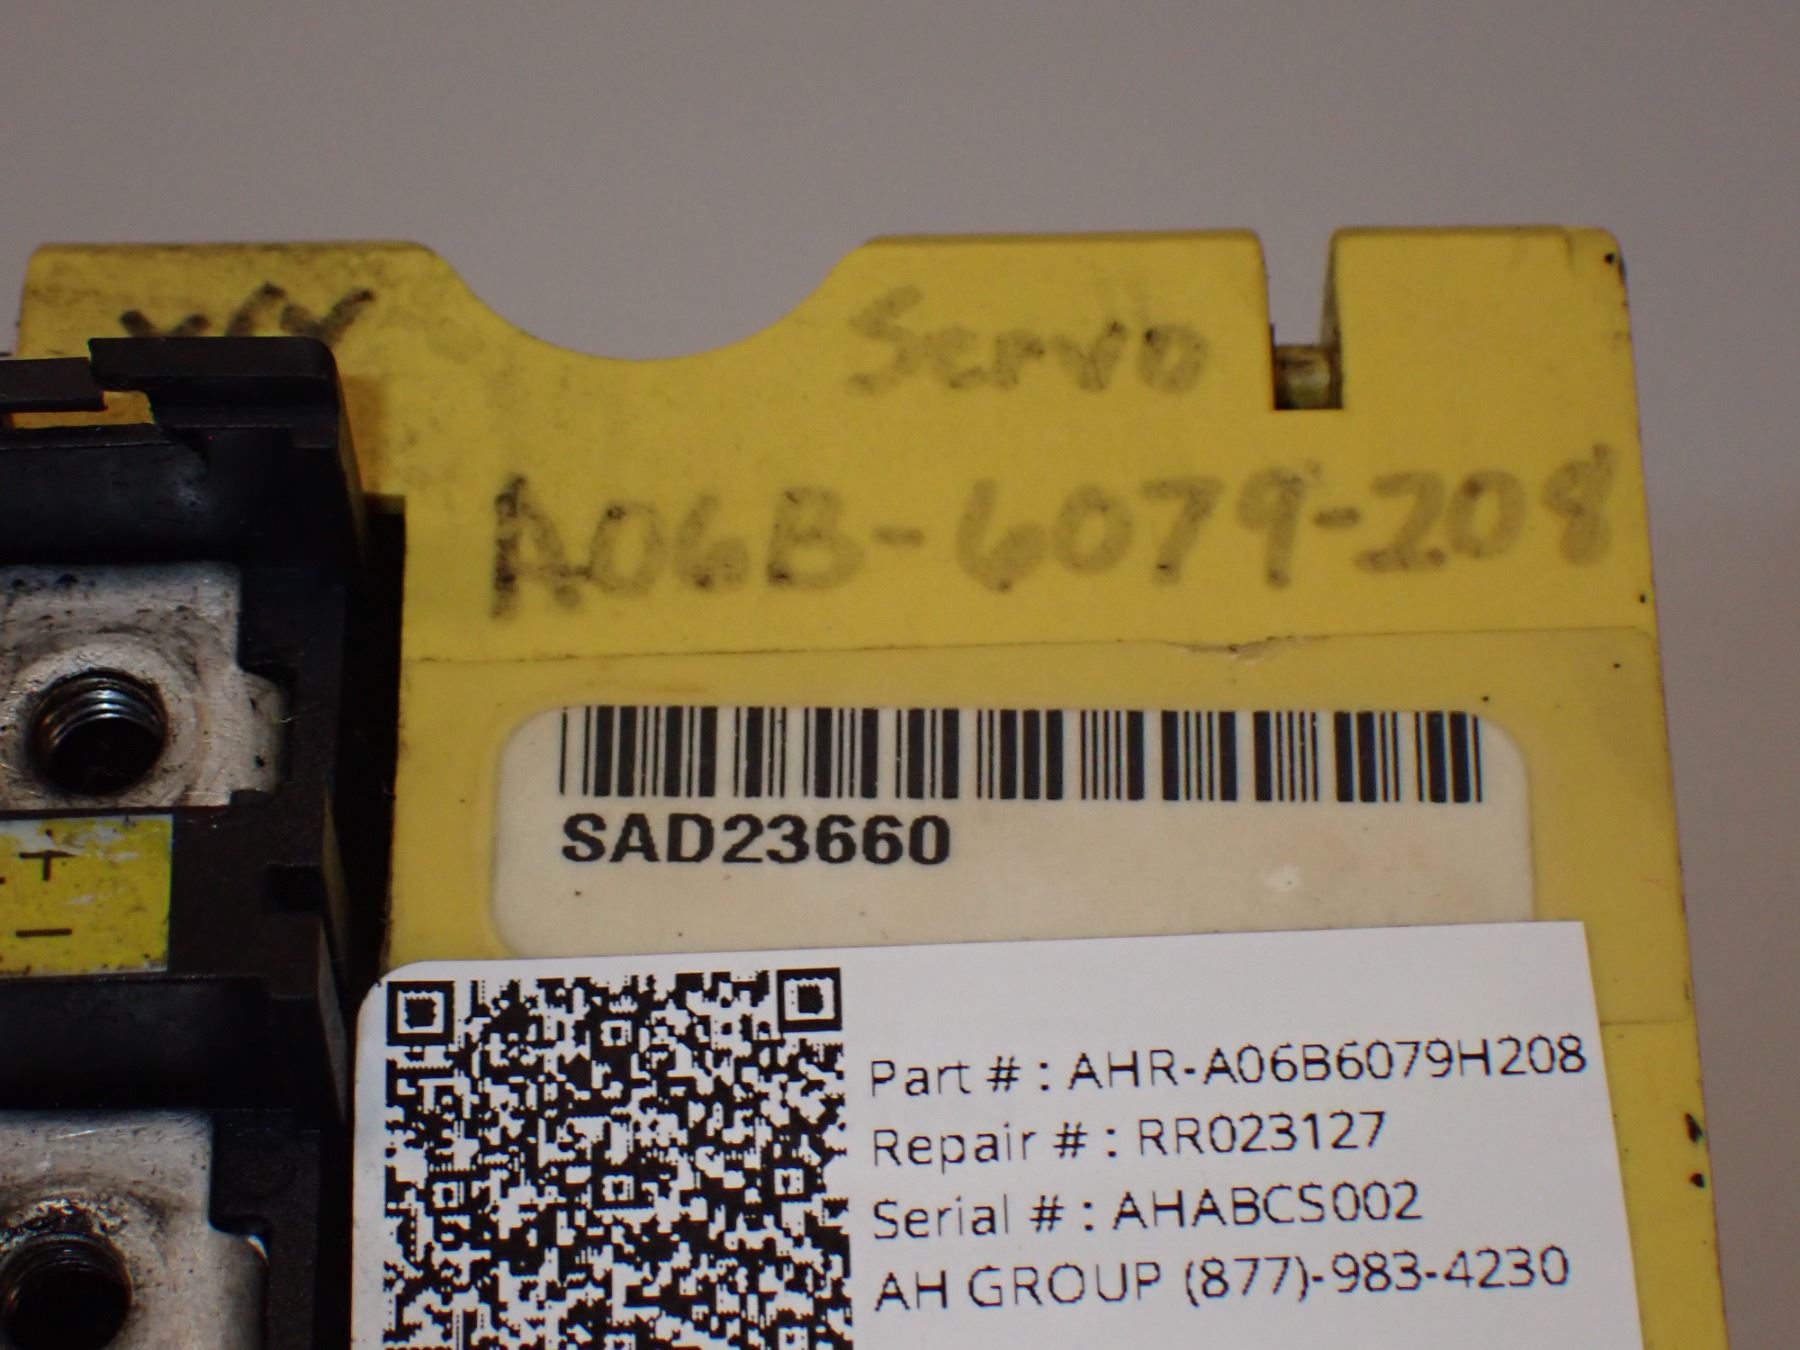 Servo
A06B-6079-208
SAD23660
+
–
Part # : AHR-A06B6079H208
Repair # : RR023127
Serial # : AHABCS002
AH GROUP (877)-983-4230